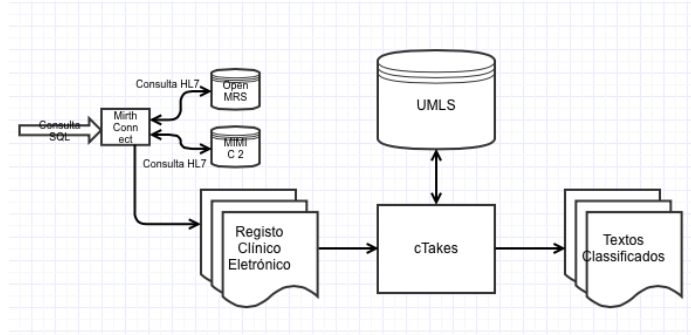 Consulta HL7
Open
MRS
UMLS
Consulta
SQL
Mirth
Conn
ect
MIMI
C 2
Consulta HL7
Registo
Clínico
Eletrónico
cTakes
Textos
Classificados